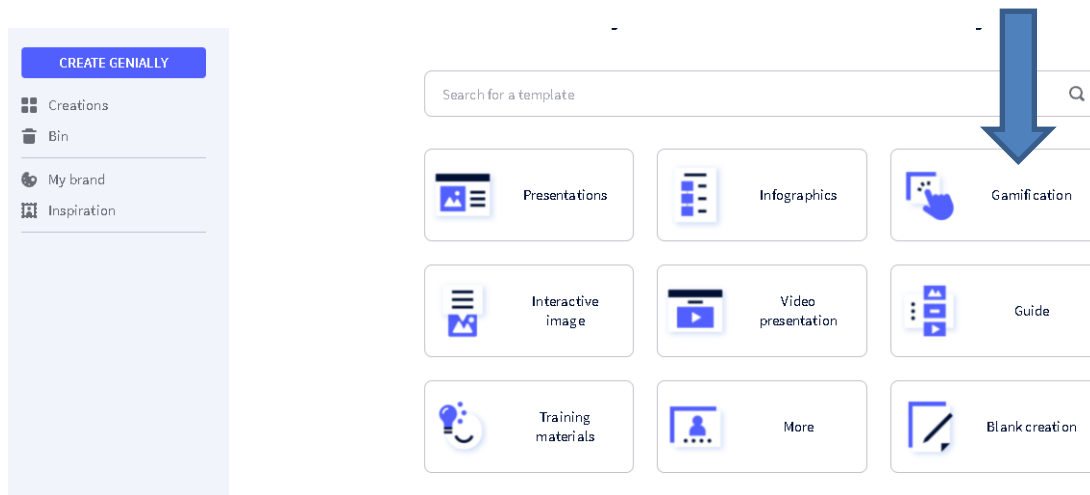 CREATE GENIALLY
Creations
Bin
My brand
Inspiration
Search for a template
Presentations
Infographics
Gamification
Interactive
image
Video
presentation
Guide
Training
materials
More
Blank creation